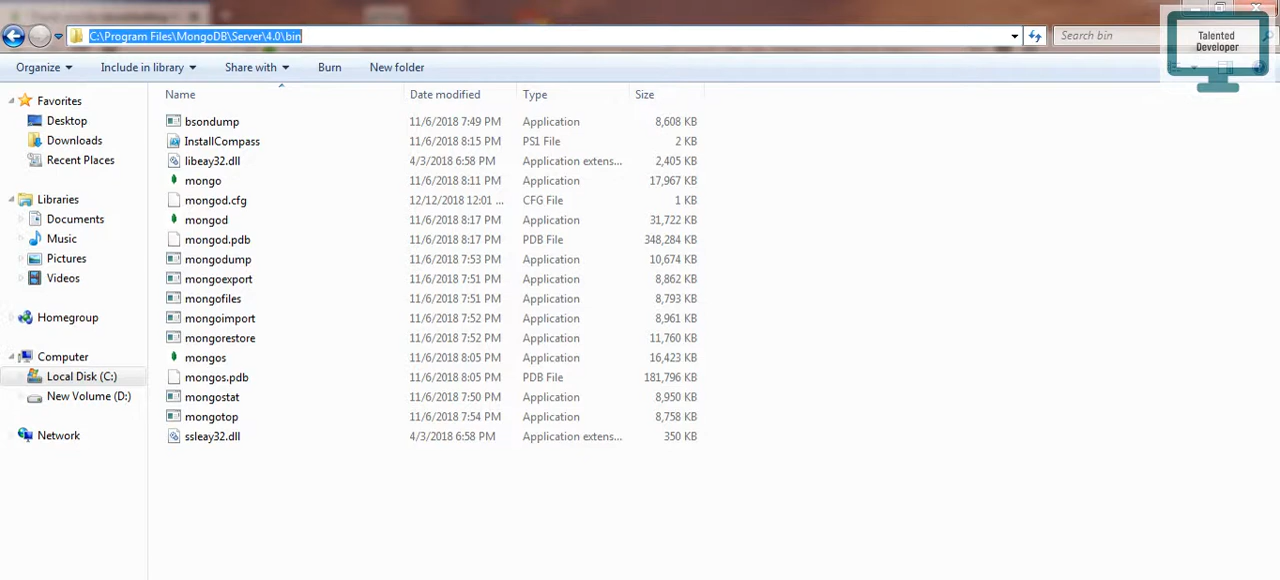 C:\Program Files\MongoDB\Server\4.0\bin
Search bin
Talented
Developer
Organize Include in library Share with Burn New folder
Name Date modified Type Size
Favorites
Desktop
Downloads
Recent Places
Libraries
Documents
Music
Pictures
Videos
Homegroup
Computer
Local Disk (C:)
New Volume (D:)
Network
bsondump 11/6/2018 7:49 PM Application 8,608 KB
InstallCompass 11/6/2018 8:15 PM PS1 File 2 KB
libeay32.dll 4/3/2018 6:58 PM Application extens... 2,405 KB
mongo 11/6/2018 8:11 PM Application 17,967 KB
mongod.cfg 12/12/2018 12:01 ... CFG File 1 KB
mongod 11/6/2018 8:17 PM Application 31,722 KB
mongod.pdb 11/6/2018 8:17 PM PDB File 348,284 KB
mongodump 11/6/2018 7:53 PM Application 10,674 KB
mongoexport 11/6/2018 7:51 PM Application 8,862 KB
mongofiles 11/6/2018 7:51 PM Application 8,793 KB
mongoimport 11/6/2018 7:52 PM Application 8,961 KB
mongorestore 11/6/2018 7:52 PM Application 11,760 KB
mongos 11/6/2018 8:05 PM Application 16,423 KB
mongos.pdb 11/6/2018 8:05 PM PDB File 181,796 KB
mongostat 11/6/2018 7:50 PM Application 8,950 KB
mongotop 11/6/2018 7:54 PM Application 8,758 KB
ssleay32.dll 4/3/2018 6:58 PM Application extens... 350 KB